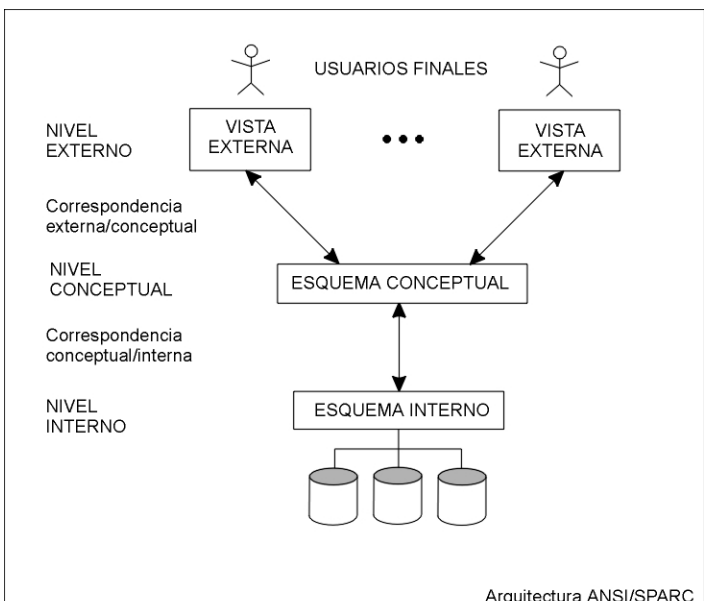 USUARIOS FINALES
NIVEL
EXTERNO
VISTA
EXTERNA
VISTA
EXTERNA
Correspondencia
externa/conceptual
NIVEL
CONCEPTUAL
ESQUEMA CONCEPTUAL
Correspondencia
conceptual/interna
NIVEL
INTERNO
ESQUEMA INTERNO
Arquitectura ANSI/SPARC